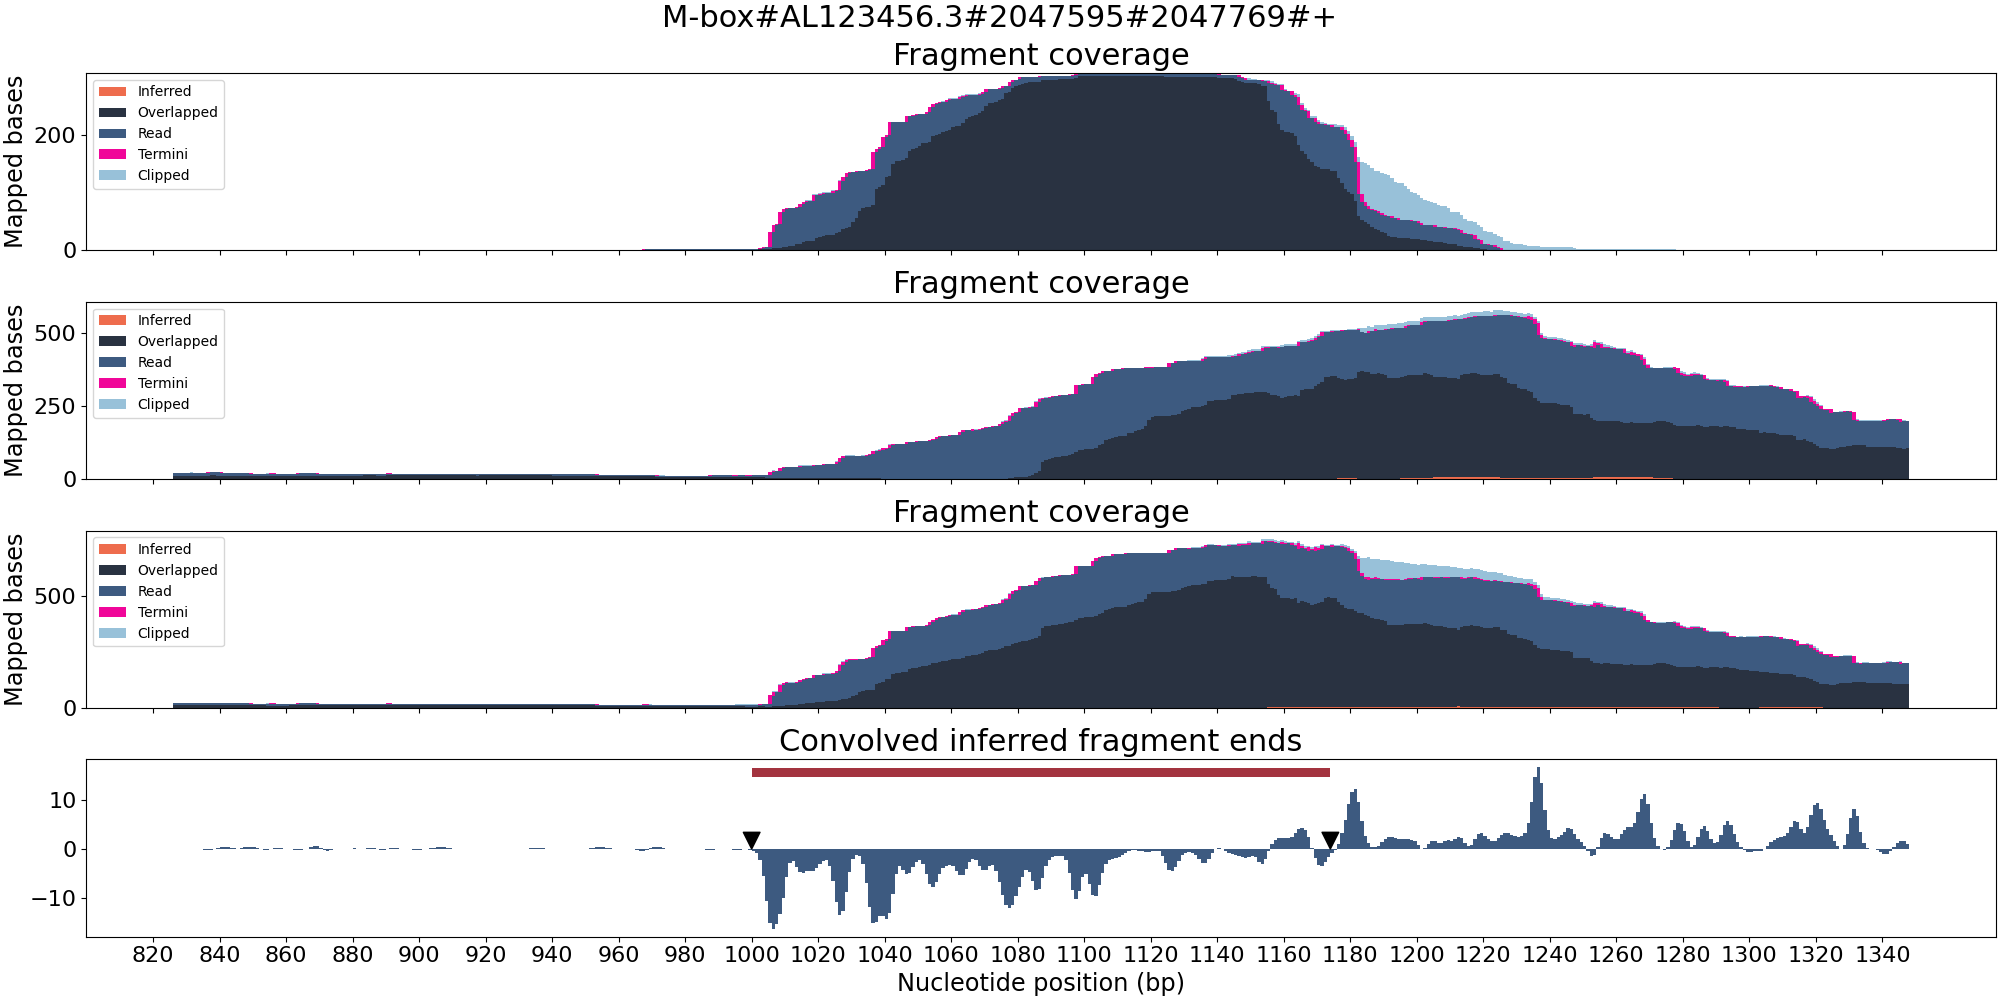 M-box#AL123456.3#2047595#2047769#+
Fragment coverage
Mapped bases
200
0
Inferred
Overlapped
Read
Termini
Clipped
Fragment coverage
Mapped bases
500
250
0
Inferred
Overlapped
Read
Termini
Clipped
Fragment coverage
Mapped bases
500
0
Inferred
Overlapped
Read
Termini
Clipped
Convolved inferred fragment ends
10
0
−10
820 840 860 880 900 920 940 960 980 1000 1020 1040 1060 1080 1100 1120 1140 1160 1180 1200 1220 1240 1260 1280 1300 1320 1340
Nucleotide position (bp)